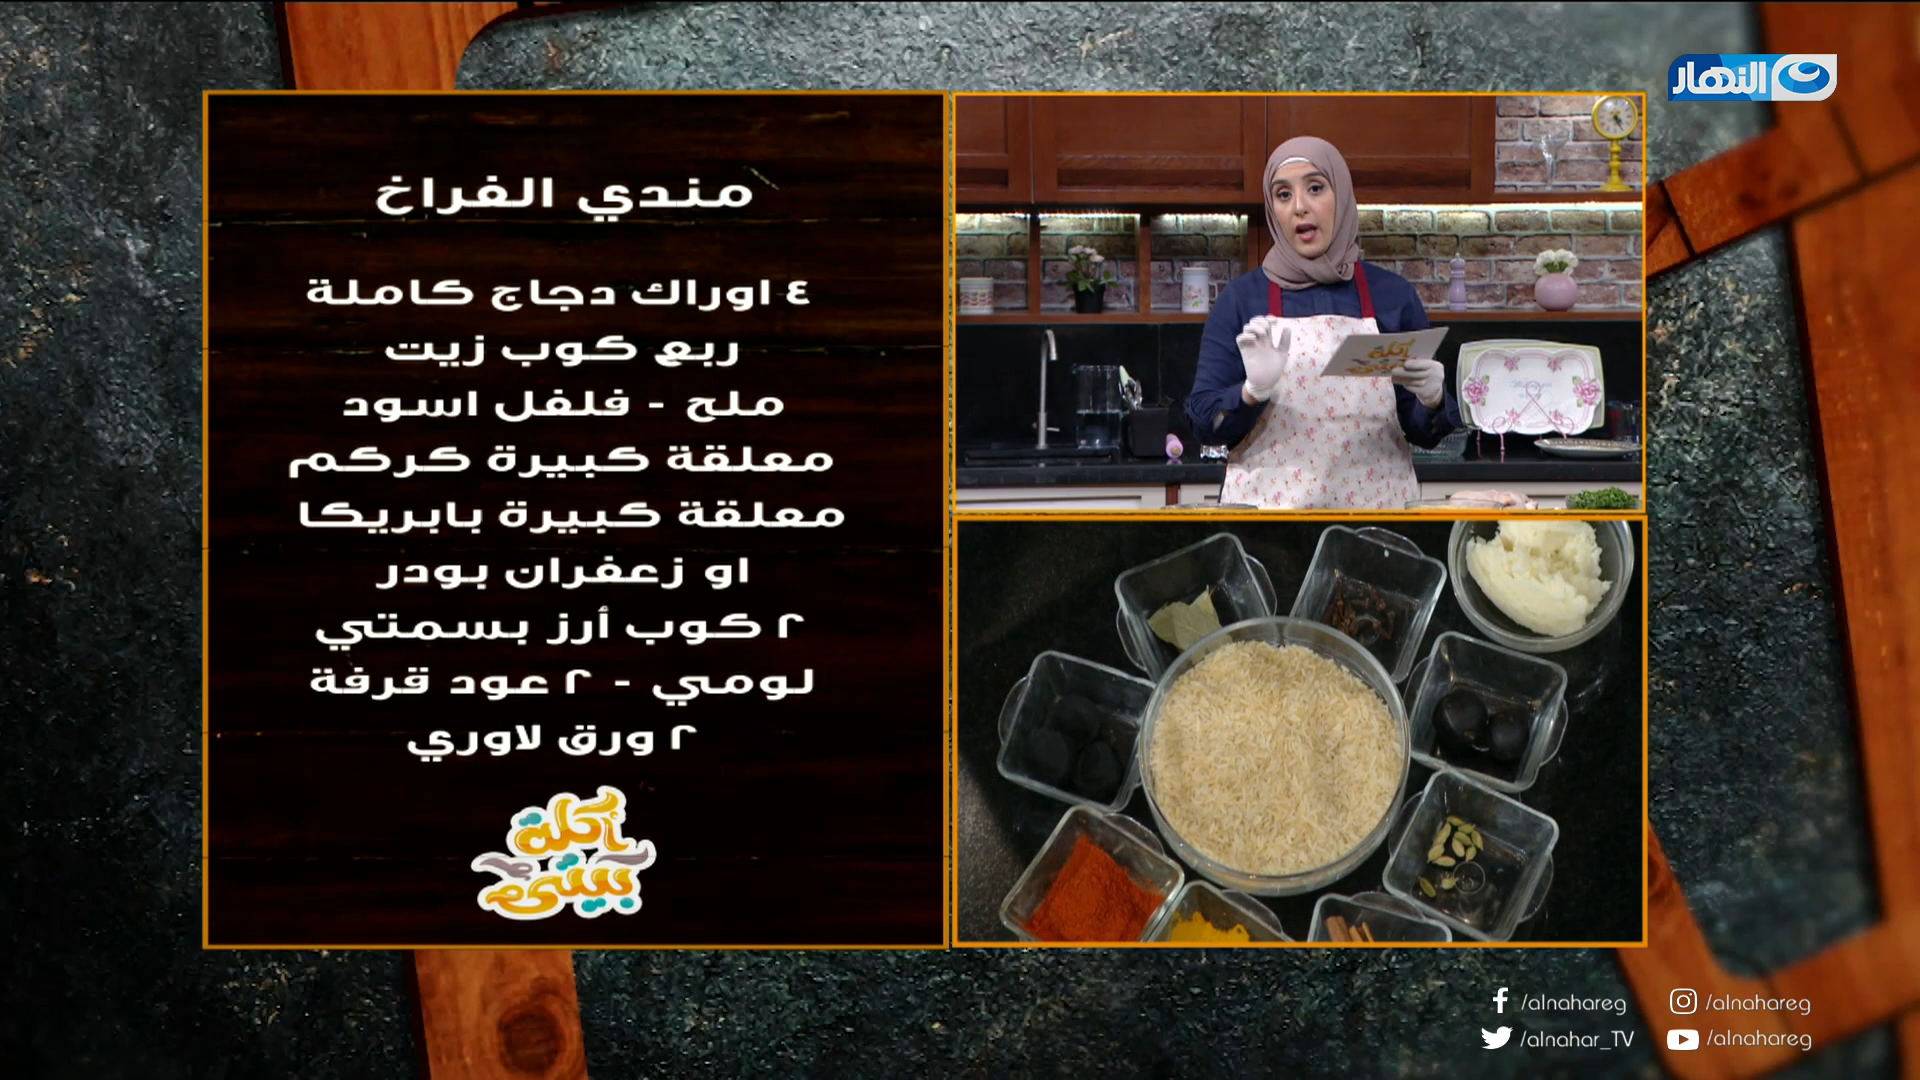 النهار
مندي الفراخ
٤ اوراك دجاج كاملة
ربع كوب زيت
ملح - فلفل اسود
معلقة كبيرة كركم
معلقة كبيرة بابريكا
او زعفران بودر
٢ كوب أرز بسمتي
لومي - ٢ عود قرفة
٢ ورق لاوري
أكلة
بيتي
/alnahareg
/alnahareg
/alnahar_TV
/alnahareg